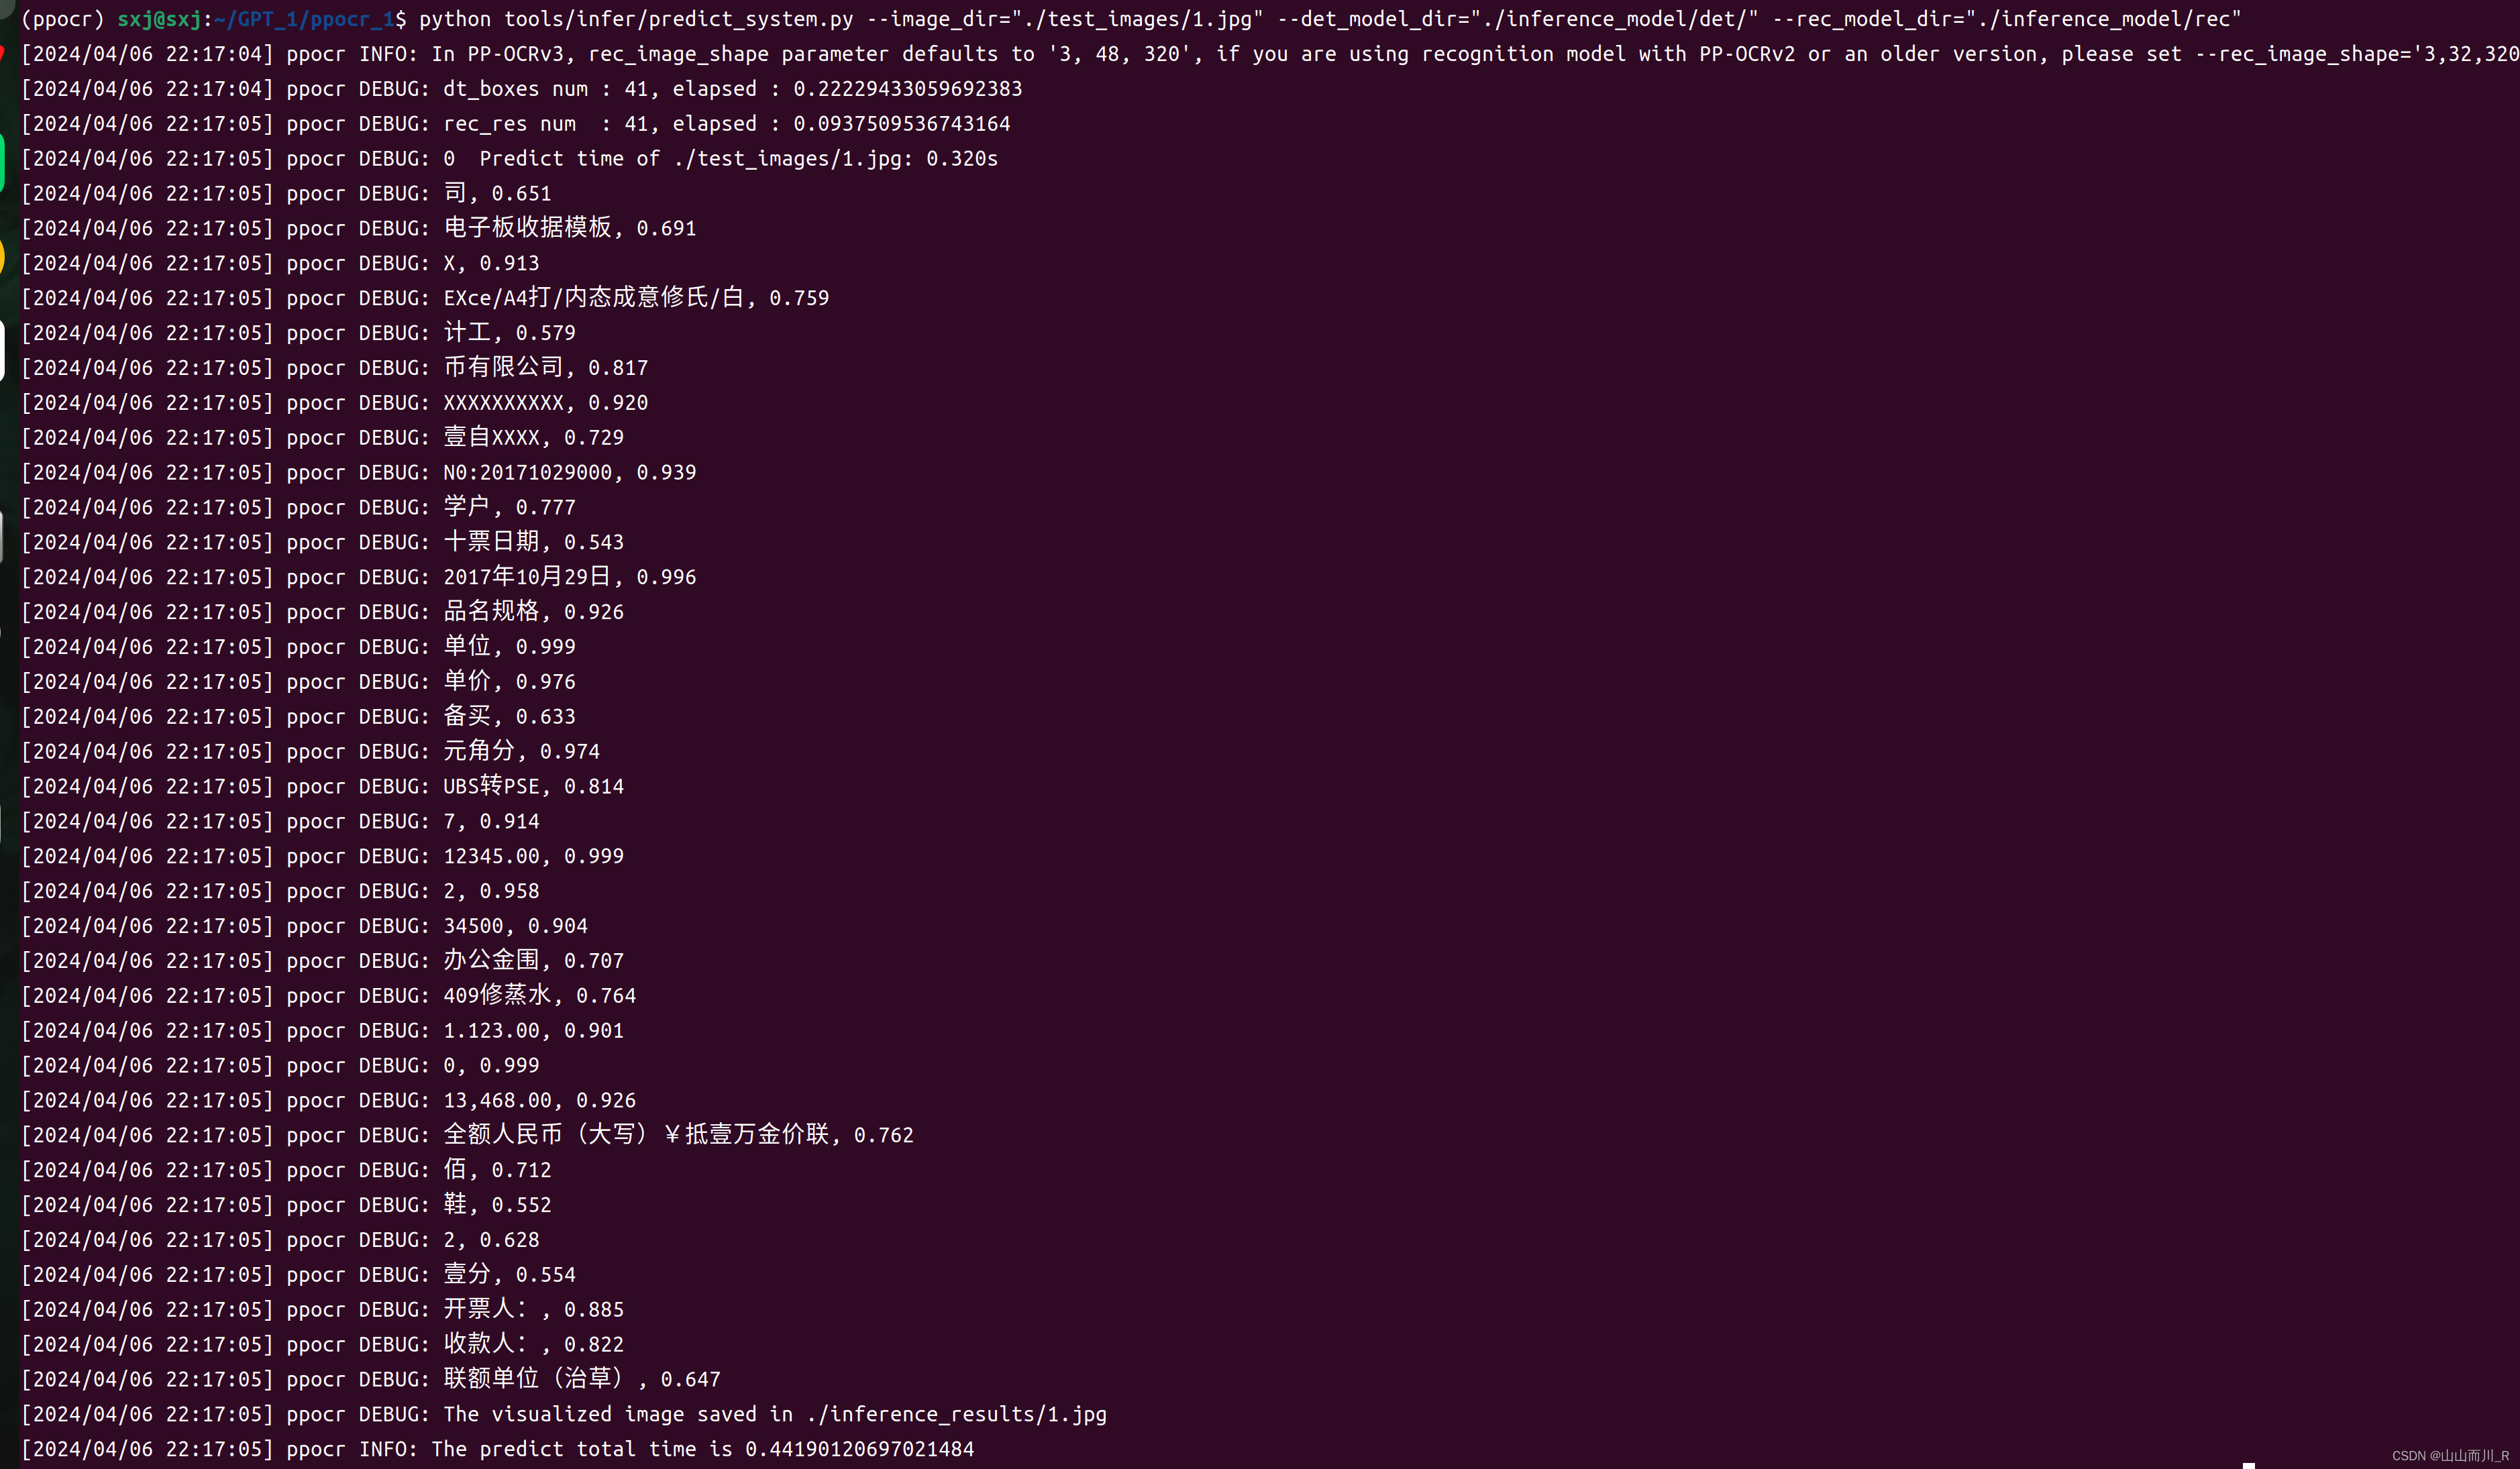 (ppocr) sxj@sxj:~/GPT_1/ppocr_1$ python tools/infer/predict_system.py --image_dir="./test_images/1.jpg" --det_model_dir="./inference_model/det/" --rec_model_dir="./inference_model/rec"
[2024/04/06 22:17:04] ppocr INFO: In PP-OCRv3, rec_image_shape parameter defaults to '3, 48, 320', if you are using recognition model with PP-OCRv2 or an older version, please set --rec_image_shape='3,32,320
[2024/04/06 22:17:04] ppocr DEBUG: dt_boxes num : 41, elapsed : 0.22229433059692383
[2024/04/06 22:17:05] ppocr DEBUG: rec_res num  : 41, elapsed : 0.0937509536743164
[2024/04/06 22:17:05] ppocr DEBUG: 0  Predict time of ./test_images/1.jpg: 0.320s
[2024/04/06 22:17:05] ppocr DEBUG: 司, 0.651
[2024/04/06 22:17:05] ppocr DEBUG: 电子板收据模板, 0.691
[2024/04/06 22:17:05] ppocr DEBUG: X, 0.913
[2024/04/06 22:17:05] ppocr DEBUG: EXce/A4打/内态成意修氏/白, 0.759
[2024/04/06 22:17:05] ppocr DEBUG: 计工, 0.579
[2024/04/06 22:17:05] ppocr DEBUG: 币有限公司, 0.817
[2024/04/06 22:17:05] ppocr DEBUG: XXXXXXXXXX, 0.920
[2024/04/06 22:17:05] ppocr DEBUG: 壹自XXXX, 0.729
[2024/04/06 22:17:05] ppocr DEBUG: N0:20171029000, 0.939
[2024/04/06 22:17:05] ppocr DEBUG: 学户, 0.777
[2024/04/06 22:17:05] ppocr DEBUG: 十票日期, 0.543
[2024/04/06 22:17:05] ppocr DEBUG: 2017年10月29日, 0.996
[2024/04/06 22:17:05] ppocr DEBUG: 品名规格, 0.926
[2024/04/06 22:17:05] ppocr DEBUG: 单位, 0.999
[2024/04/06 22:17:05] ppocr DEBUG: 单价, 0.976
[2024/04/06 22:17:05] ppocr DEBUG: 备买, 0.633
[2024/04/06 22:17:05] ppocr DEBUG: 元角分, 0.974
[2024/04/06 22:17:05] ppocr DEBUG: UBS转PSE, 0.814
[2024/04/06 22:17:05] ppocr DEBUG: 7, 0.914
[2024/04/06 22:17:05] ppocr DEBUG: 12345.00, 0.999
[2024/04/06 22:17:05] ppocr DEBUG: 2, 0.958
[2024/04/06 22:17:05] ppocr DEBUG: 34500, 0.904
[2024/04/06 22:17:05] ppocr DEBUG: 办公金围, 0.707
[2024/04/06 22:17:05] ppocr DEBUG: 409修蒸水, 0.764
[2024/04/06 22:17:05] ppocr DEBUG: 1.123.00, 0.901
[2024/04/06 22:17:05] ppocr DEBUG: 0, 0.999
[2024/04/06 22:17:05] ppocr DEBUG: 13,468.00, 0.926
[2024/04/06 22:17:05] ppocr DEBUG: 全额人民币（大写）￥抵壹万金价联, 0.762
[2024/04/06 22:17:05] ppocr DEBUG: 佰, 0.712
[2024/04/06 22:17:05] ppocr DEBUG: 鞋, 0.552
[2024/04/06 22:17:05] ppocr DEBUG: 2, 0.628
[2024/04/06 22:17:05] ppocr DEBUG: 壹分, 0.554
[2024/04/06 22:17:05] ppocr DEBUG: 开票人：, 0.885
[2024/04/06 22:17:05] ppocr DEBUG: 收款人：, 0.822
[2024/04/06 22:17:05] ppocr DEBUG: 联额单位（治草）, 0.647
[2024/04/06 22:17:05] ppocr DEBUG: The visualized image saved in ./inference_results/1.jpg
[2024/04/06 22:17:05] ppocr INFO: The predict total time is 0.44190120697021484
CSDN @山山而川_R